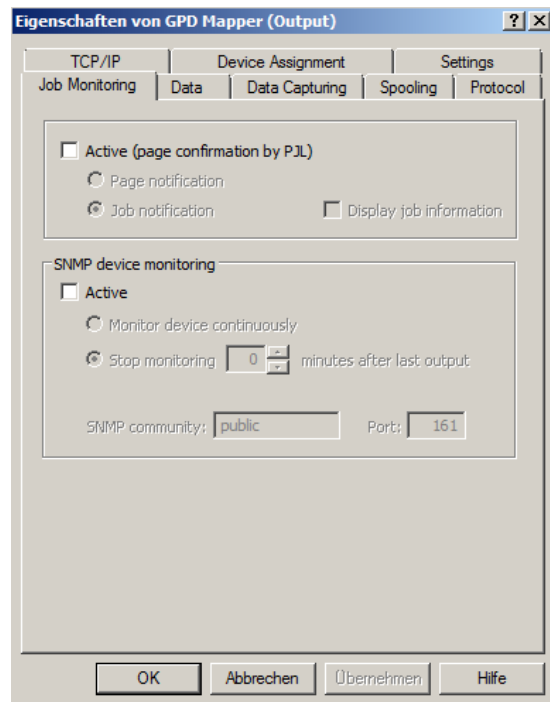 Eigenschaften von GPD Mapper (Output)
TCP/IP Device Assignment Settings
Job Monitoring Data Data Capturing Spooling Protocol
Active (page confirmation by PJL)
Page notification
Job notification Display job information
SNMP device monitoring
Active
Monitor device continuously
Stop monitoring 0 minutes after last output
SNMP community: public Port: 161
OK Abbrechen Übernehmen Hilfe